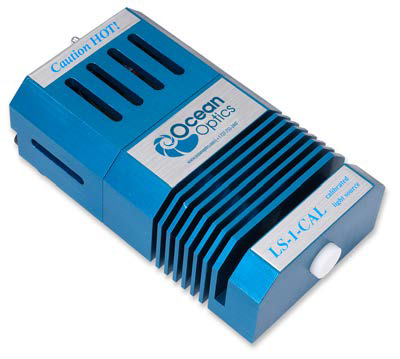 Caution HOT!
Ocean
Optics
LS-1-CAL
calibrated
light source